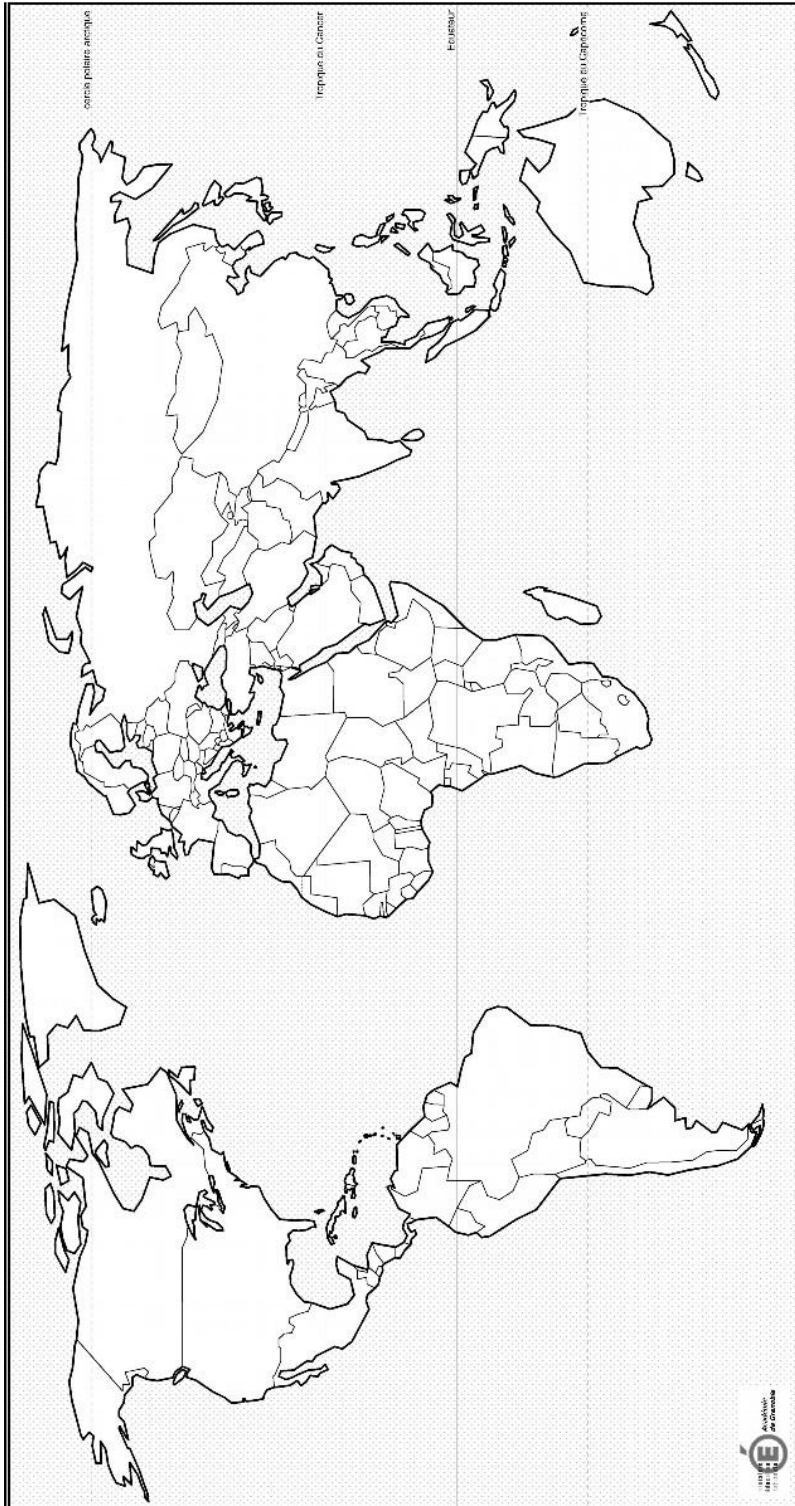 cercle polaire arctique
Tropique du Cancer
Equateur
Tropique du Capricorne
É
Académie
de Grenoble